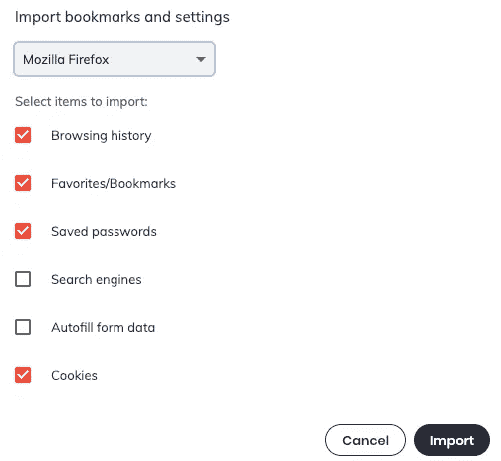 Import bookmarks and settings
Mozilla Firefox
Select items to import:
Browsing history
Favorites/Bookmarks
Saved passwords
Search engines
Autofill form data
Cookies
Cancel
Import